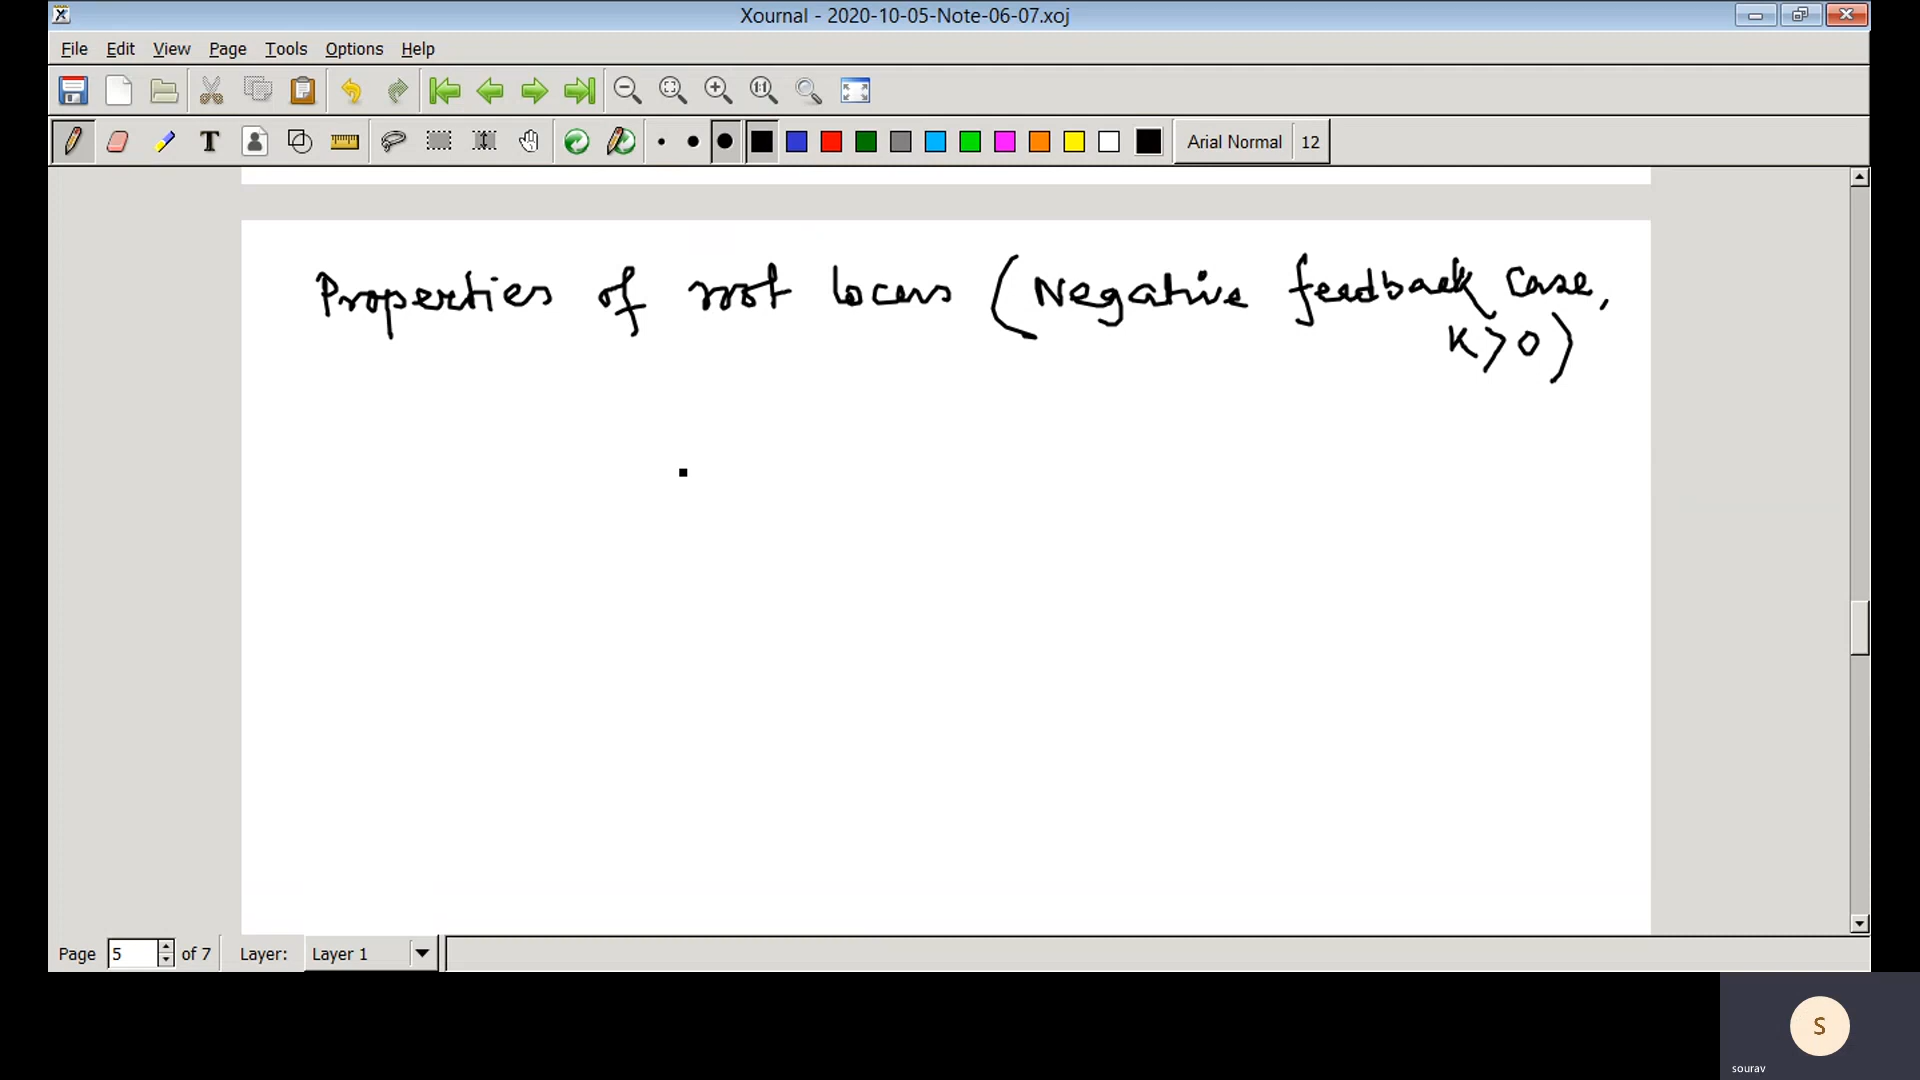 Xournal - 2020-10-05-Note-06-07.xoj
File Edit View Page Tools Options Help
T Arial Normal 12
Properties of root locus (Negative feedback case,
K>0)
Page 5 of 7 Layer: Layer 1
S
sourav